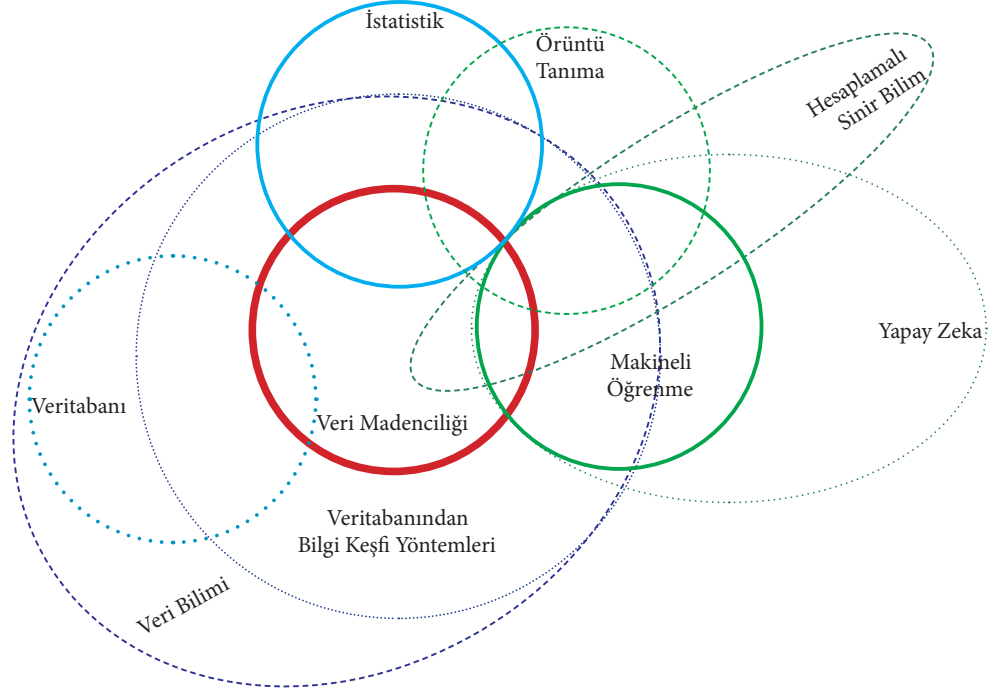 İstatistik
Örüntü
Tanıma
Hesaplamalı
Sinir Bilim
Yapay Zeka
Makineli
Öğrenme
Veritabanı
Veri Madenciliği
Veritabanından
Bilgi Keşfi Yöntemleri
Veri Bilimi